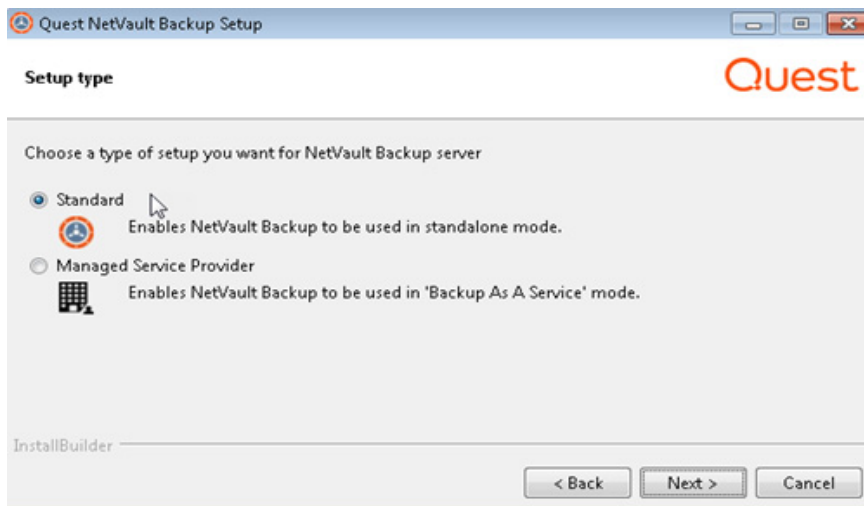 Quest NetVault Backup Setup
Setup type
Quest
Choose a type of setup you want for NetVault Backup server
Standard
Enables NetVault Backup to be used in standalone mode.
Managed Service Provider
Enables NetVault Backup to be used in 'Backup As A Service' mode.
InstallBuilder
< Back
Next >
Cancel